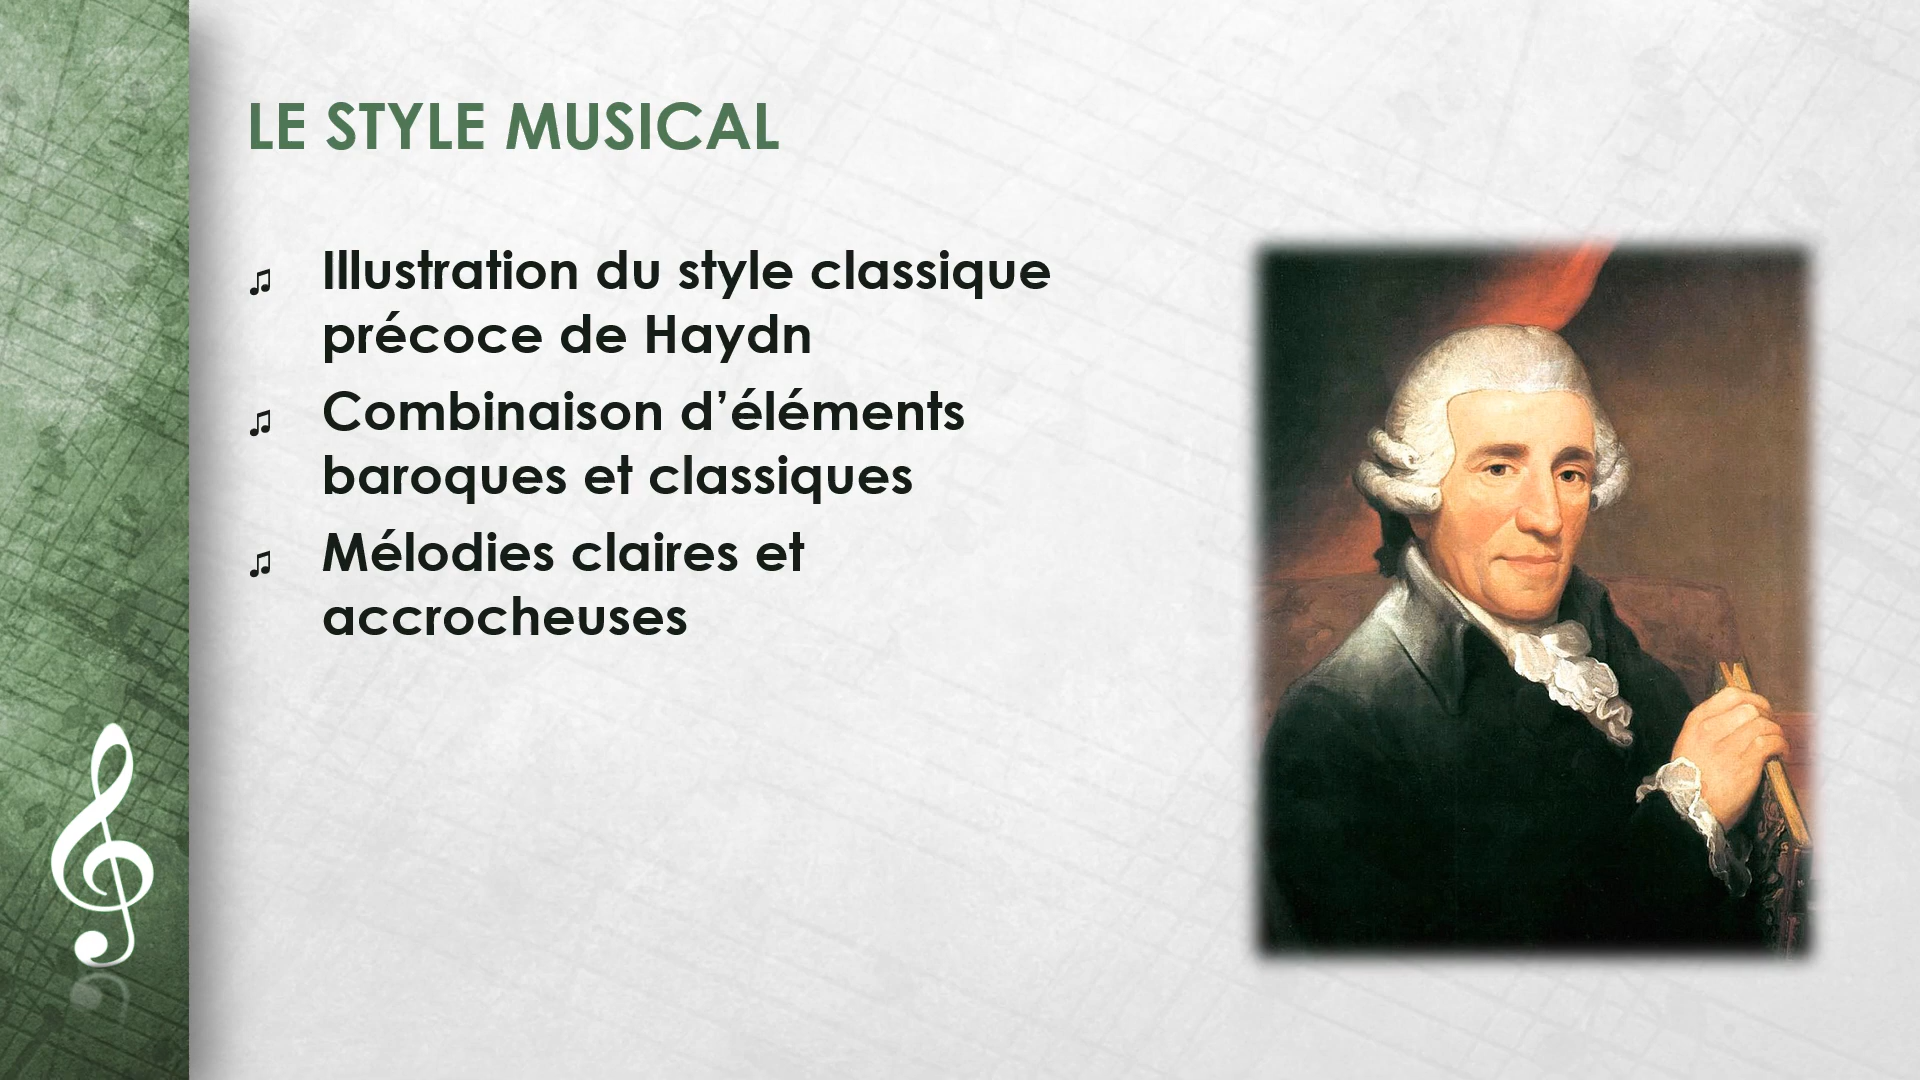 LE STYLE MUSICAL
♫ Illustration du style classique
précoce de Haydn
♫ Combinaison d’éléments
baroques et classiques
♫ Mélodies claires et
accrocheuses